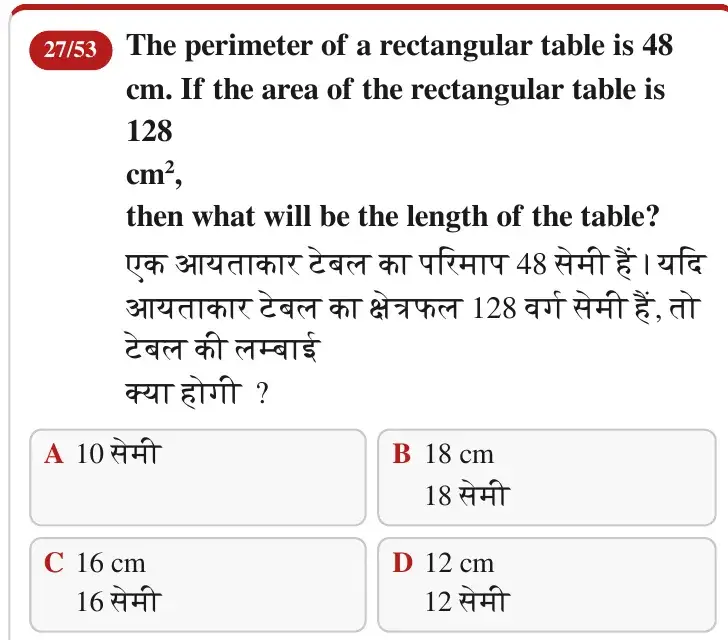 27/53 The perimeter of a rectangular table is 48
cm. If the area of the rectangular table is
128
cm²,
then what will be the length of the table?
एक आयताकार टेबल का परिमाप 48 सेमी हैं। यदि
आयताकार टेबल का क्षेत्रफल 128 वर्ग सेमी हैं, तो
टेबल की लम्बाई
क्या होगी ?
A 10 सेमी
B 18 cm
18 सेमी
C 16 cm
16 सेमी
D 12 cm
12 सेमी